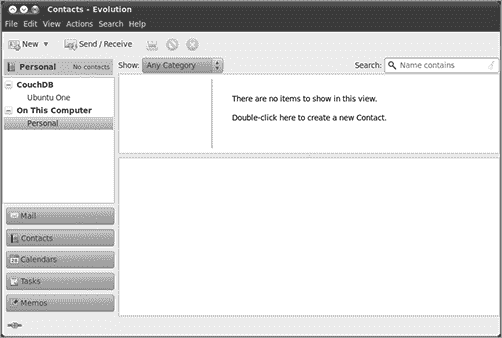 Contacts - Evolution
File Edit View Actions Search Help
New Send / Receive
Personal No contacts Show: Any Category Search: Name contains
CouchDB
Ubuntu One
On This Computer
Personal
There are no items to show in this view.
Double-click here to create a new Contact.
Mail
Contacts
Calendars
Tasks
Memos